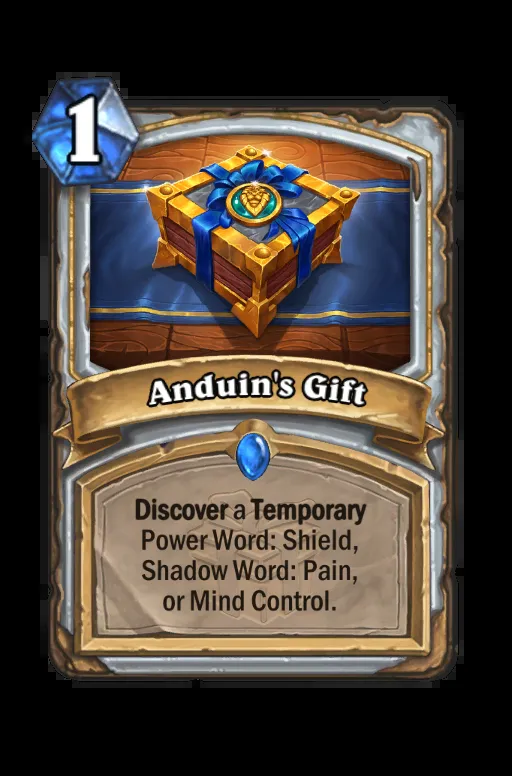 1
Anduin's Gift
Discover a Temporary
Power Word: Shield,
Shadow Word: Pain,
or Mind Control.